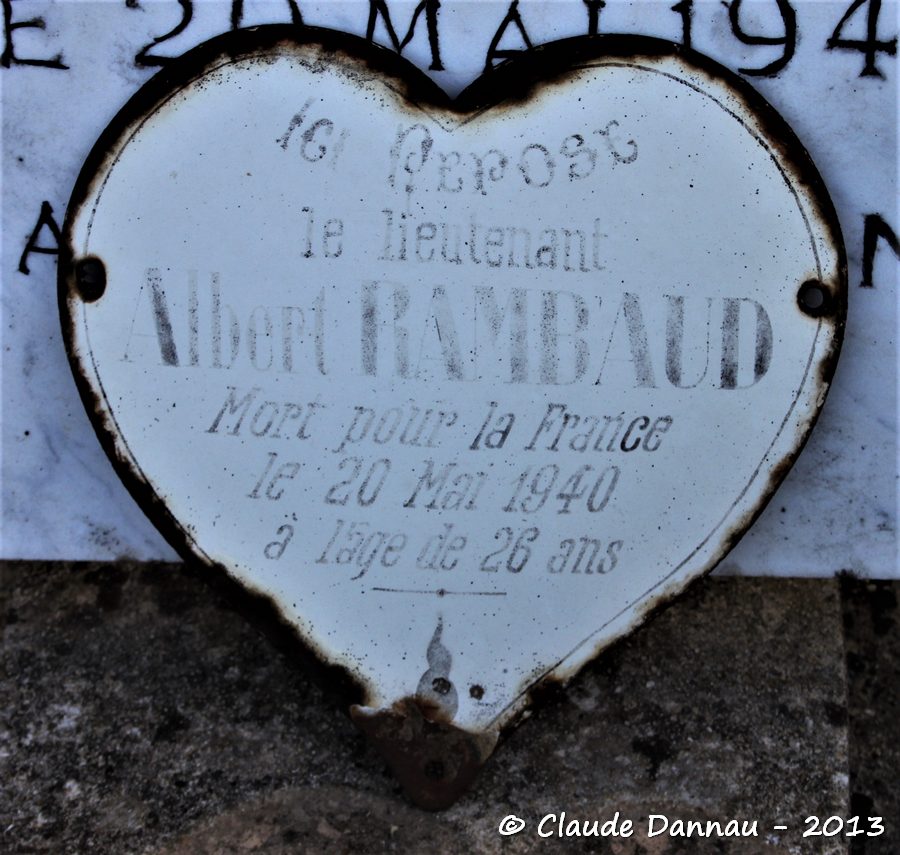 E 20 MAI 194
A
N
Ici Repose
le lieutenant
Albert RAMBAUD
Mort pour la France
le 20 Mai 1940
à l'âge de 26 ans
© Claude Dannau - 2013